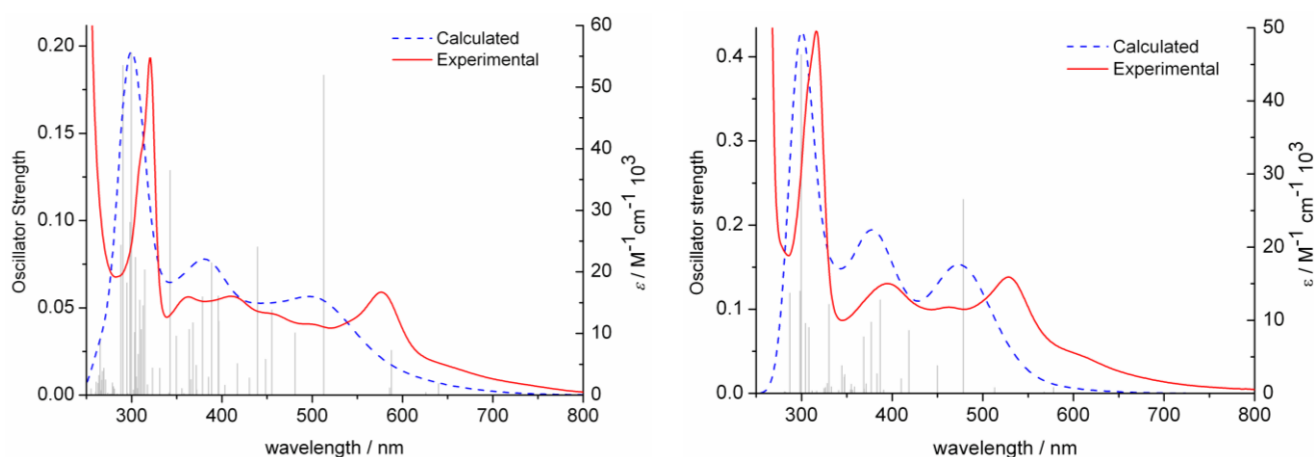 Calculated
Experimental
Oscillator Strength
0.20
0.15
0.10
0.05
0.00
60
50
40
30
20
10
0
ε / M⁻¹cm⁻¹ 10³
300 400 500 600 700 800
wavelength / nm
Calculated
Experimental
Oscillator strength
0.4
0.3
0.2
0.1
0.0
50
40
30
20
10
0
ε / M⁻¹cm⁻¹ 10³
300 400 500 600 700 800
wavelength / nm